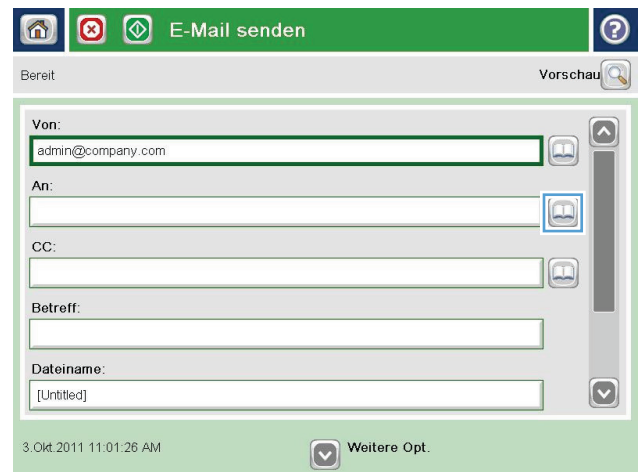 E-Mail senden
Bereit
Vorschau
Von:
admin@company.com
An:
CC:
Betreff:
Dateiname:
[Untitled]
3.Okt.2011 11:01:26 AM
Weitere Opt.